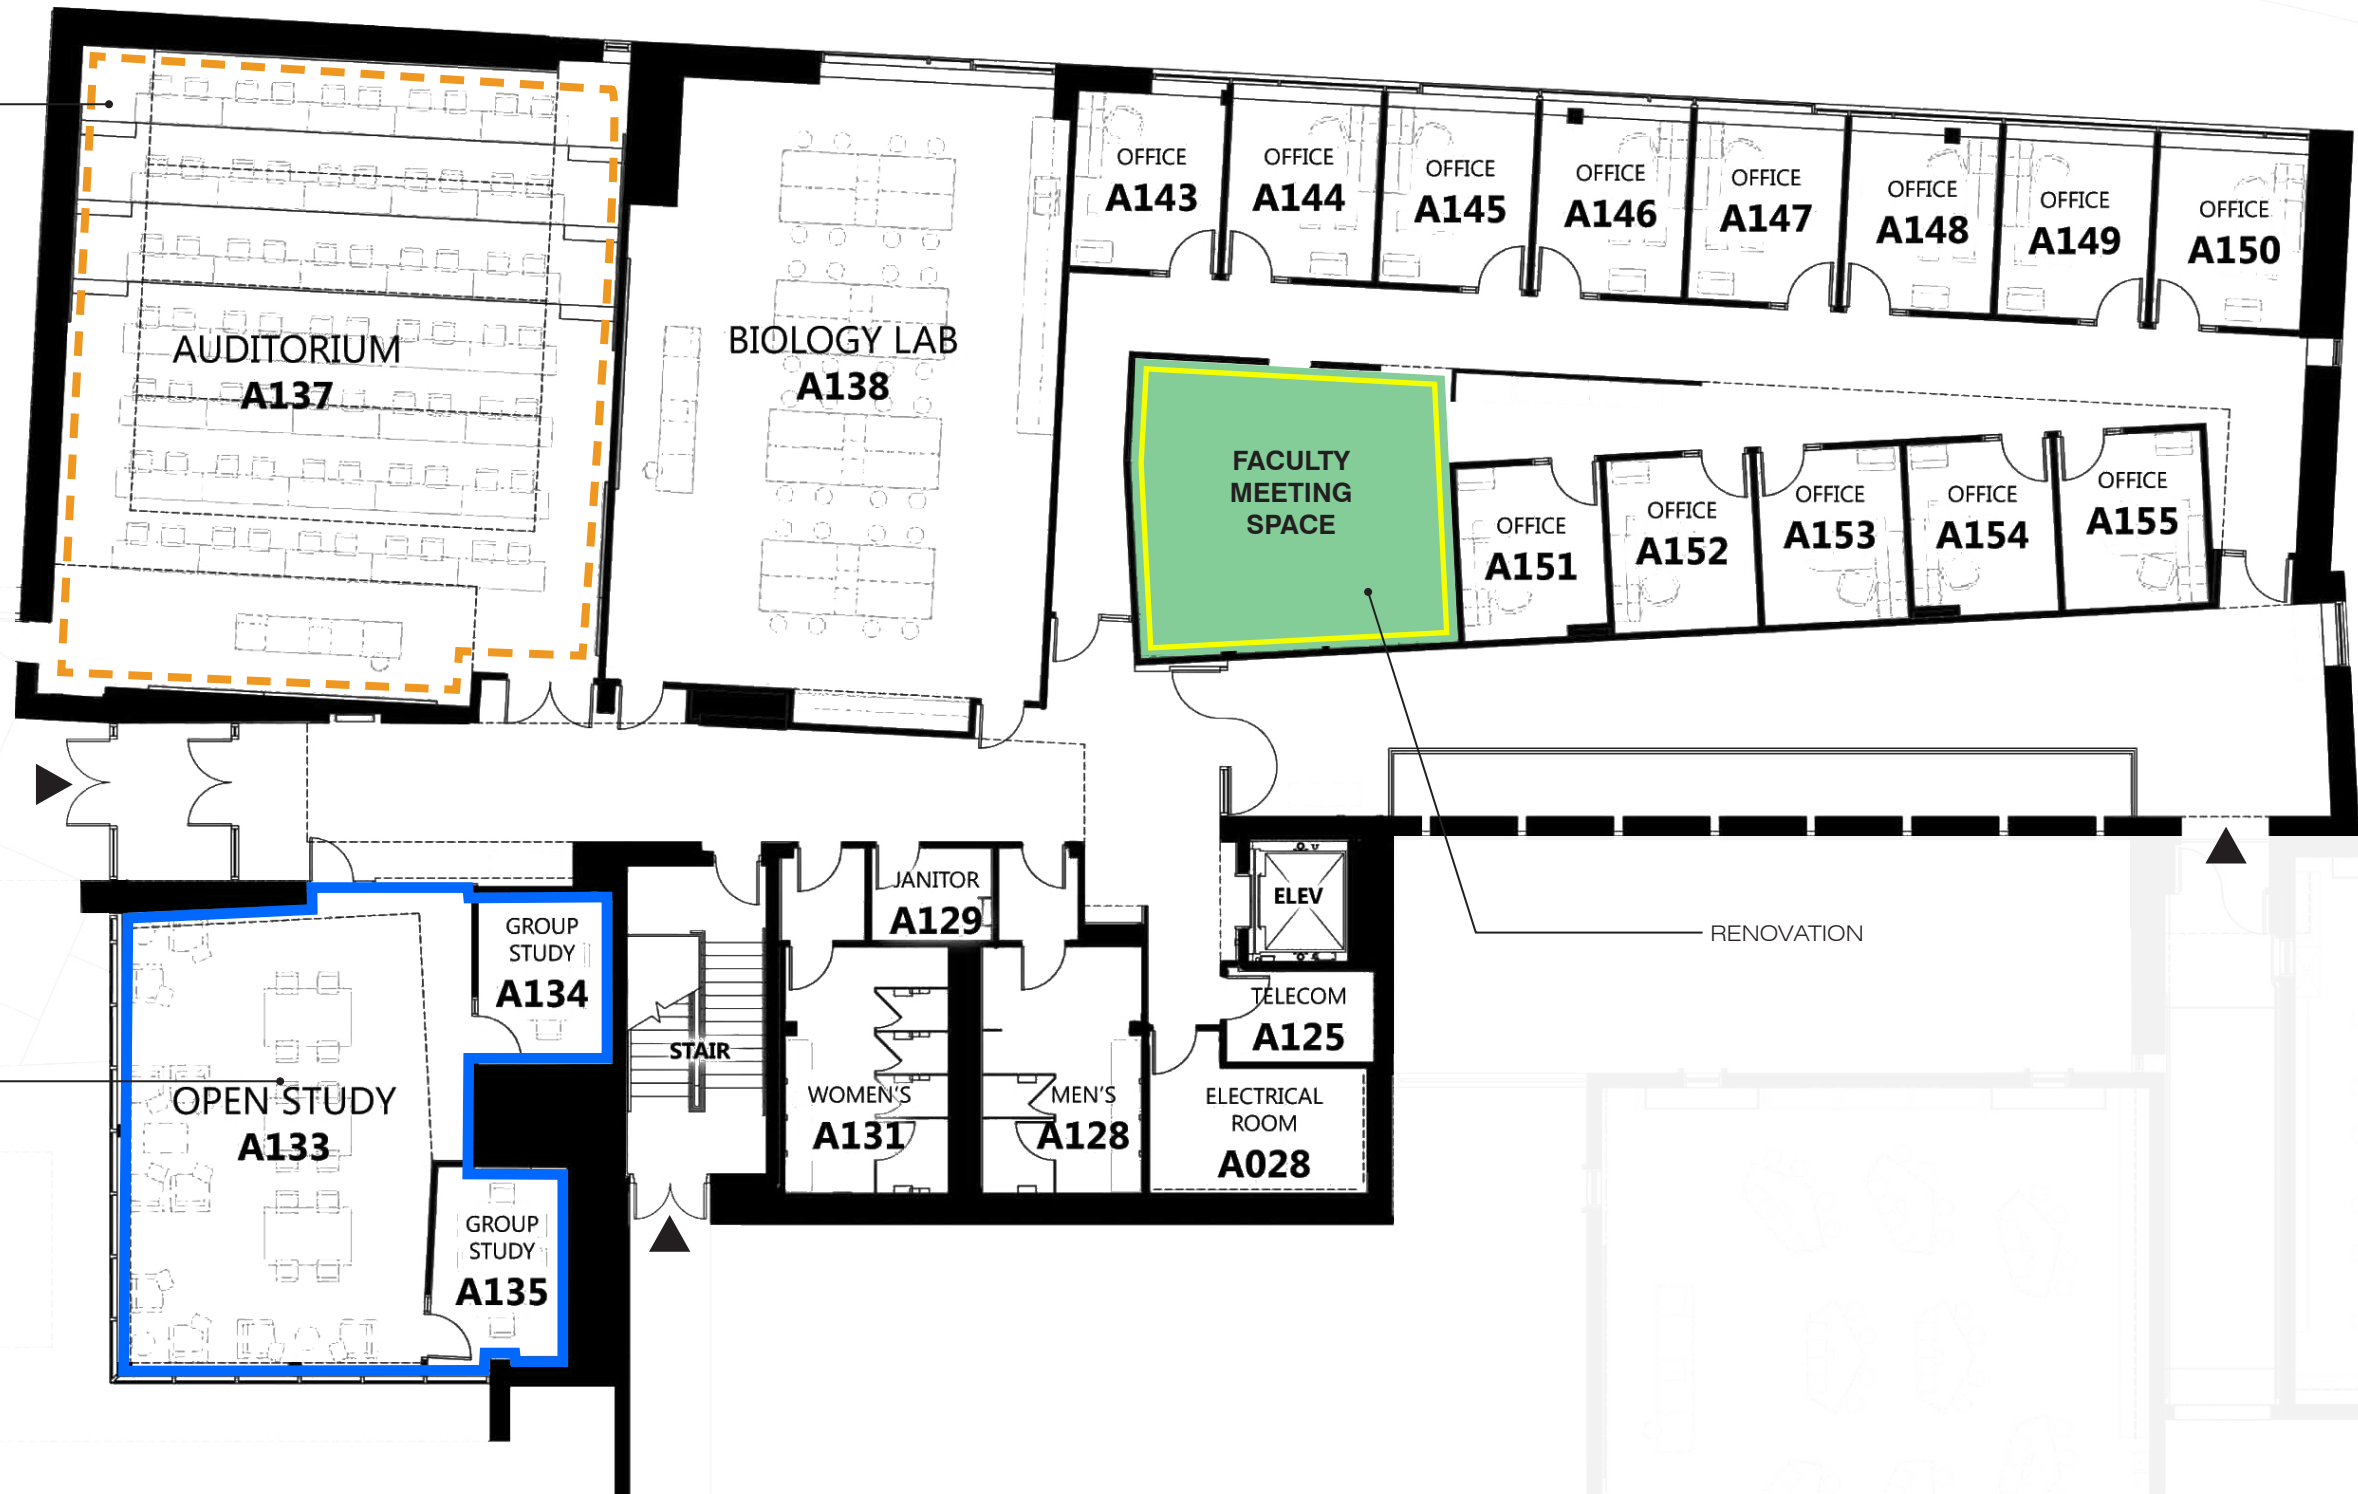 AUDITORIUM
A137
BIOLOGY LAB
A138
OFFICE
A143
OFFICE
A144
OFFICE
A145
OFFICE
A146
OFFICE
A147
OFFICE
A148
OFFICE
A149
OFFICE
A150
FACULTY
MEETING
SPACE
OFFICE
A151
OFFICE
A152
OFFICE
A153
OFFICE
A154
OFFICE
A155
RENOVATION
JANITOR
A129
ELEV
GROUP
STUDY
A134
STAIR
TELECOM
A125
OPEN STUDY
A133
WOMEN'S
A131
MEN'S
A128
ELECTRICAL
ROOM
A028
GROUP
STUDY
A135